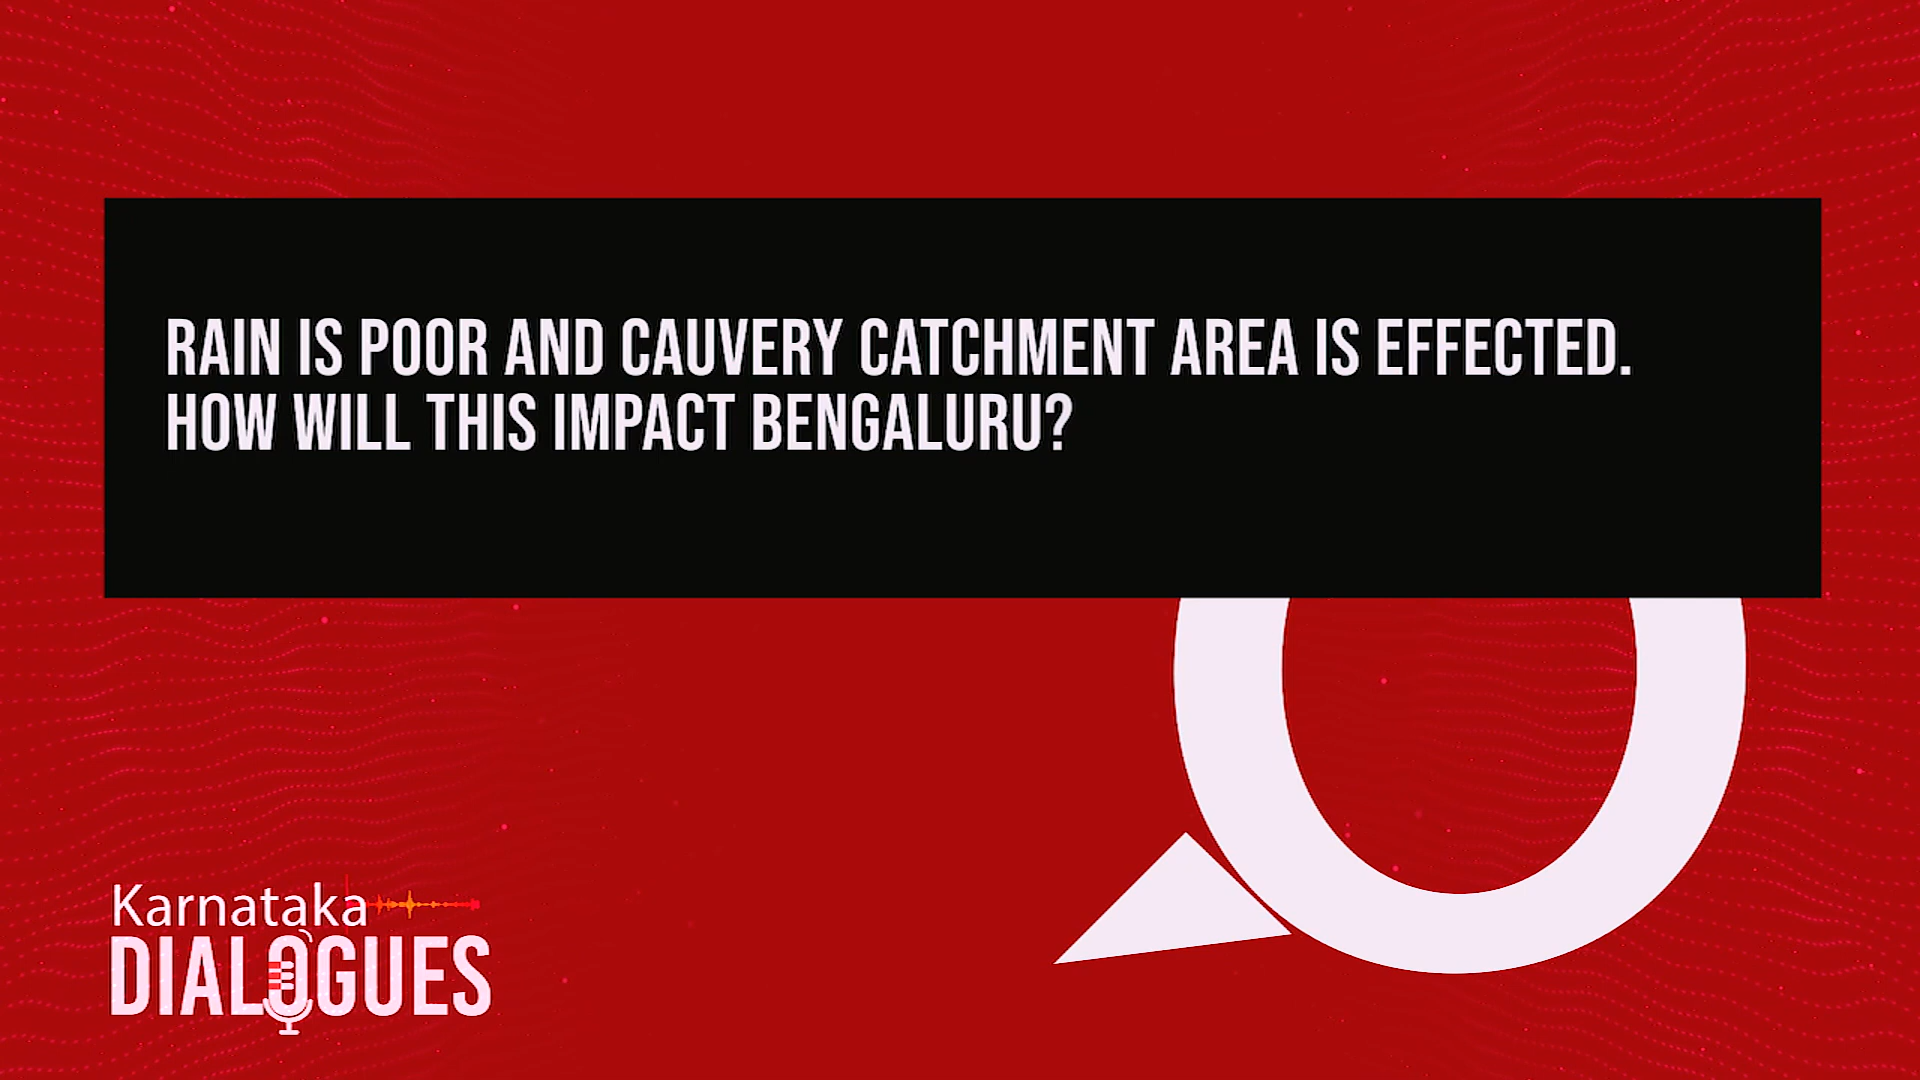 RAIN IS POOR AND CAUVERY CATCHMENT AREA IS EFFECTED.
HOW WILL THIS IMPACT BENGALURU?
Karnataka
DIALOGUES